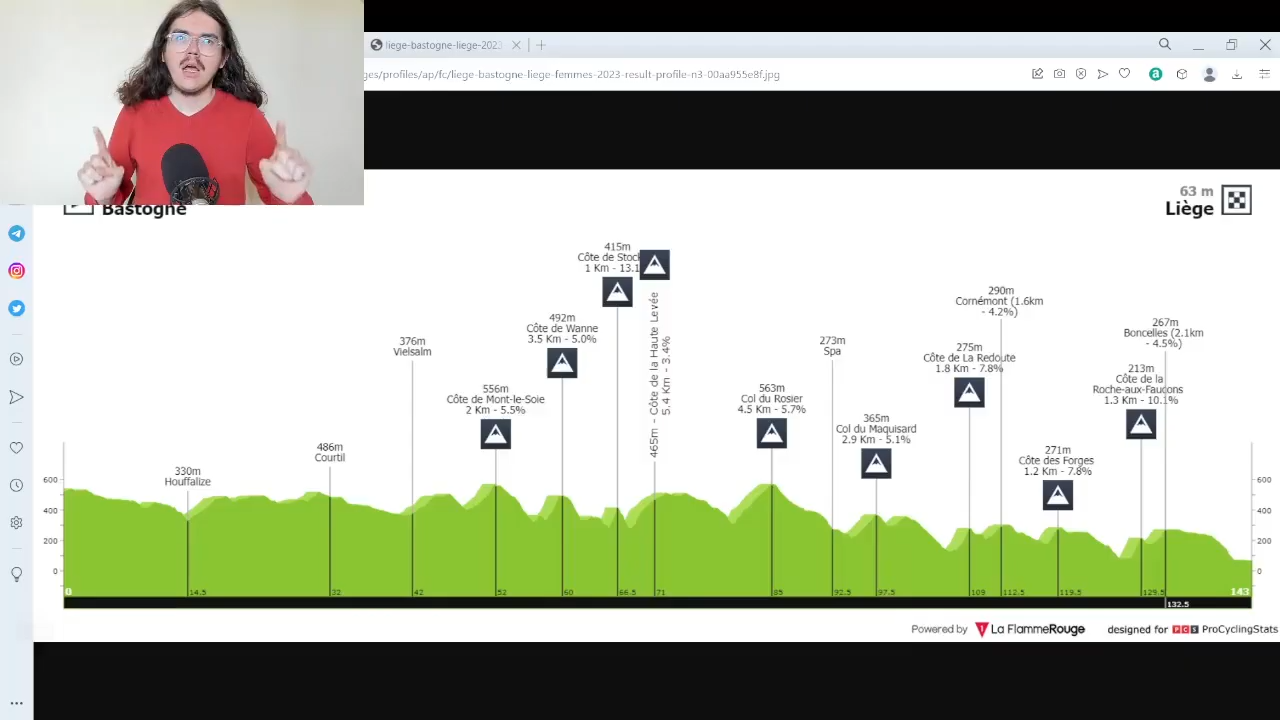 liege-bastogne-liege-2023
ges/profiles/ap/fc/liege-bastogne-liege-femmes-2023-result-profile-n3-00aa955e8f.jpg
Bastogne
63 m
Liège
415m
Côte de Stock
1 Km - 13.1
465m - Côte de la Haute Levée
5.4 Km - 3.4%
492m
Côte de Wanne
3.5 Km - 5.0%
290m
Cornémont (1.6km
- 4.2%)
267m
Boncelles (2.1km
- 4.5%)
376m
Vielsalm
273m
Spa
275m
Côte de La Redoute
1.8 Km - 7.8%
213m
Côte de la
Roche-aux-Faucons
1.3 Km - 10.1%
556m
Côte de Mont-le-Soie
2 Km - 5.5%
563m
Col du Rosier
4.5 Km - 5.7%
365m
Col du Maquisard
2.9 Km - 5.1%
486m
Courtil
271m
Côte des Forges
1.2 Km - 7.8%
330m
Houffalize
600
400
200
0
600
400
200
0
0 14.5 32 42 52 60 66.5 71 85 92.5 97.5 109 112.5 119.5 129.5 143
132.5
Powered by La FlammeRouge designed for PCS ProCyclingStats